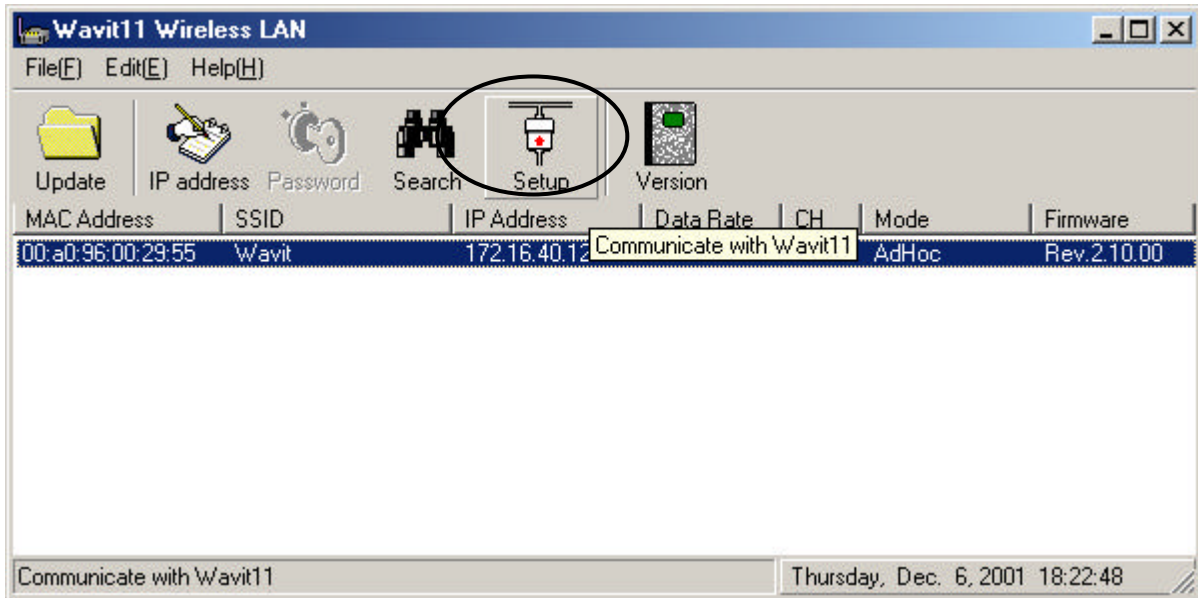 Wavit11 Wireless LAN
File(F) Edit(E) Help(H)
Update IP address Password Search Setup Version
MAC Address SSID IP Address Data Rate CH Mode Firmware
00:a0:96:00:29:55 Wavit 172.16.40.12 AdHoc Rev.2.10.00
Communicate with Wavit11
Communicate with Wavit11 Thursday, Dec. 6, 2001 18:22:48